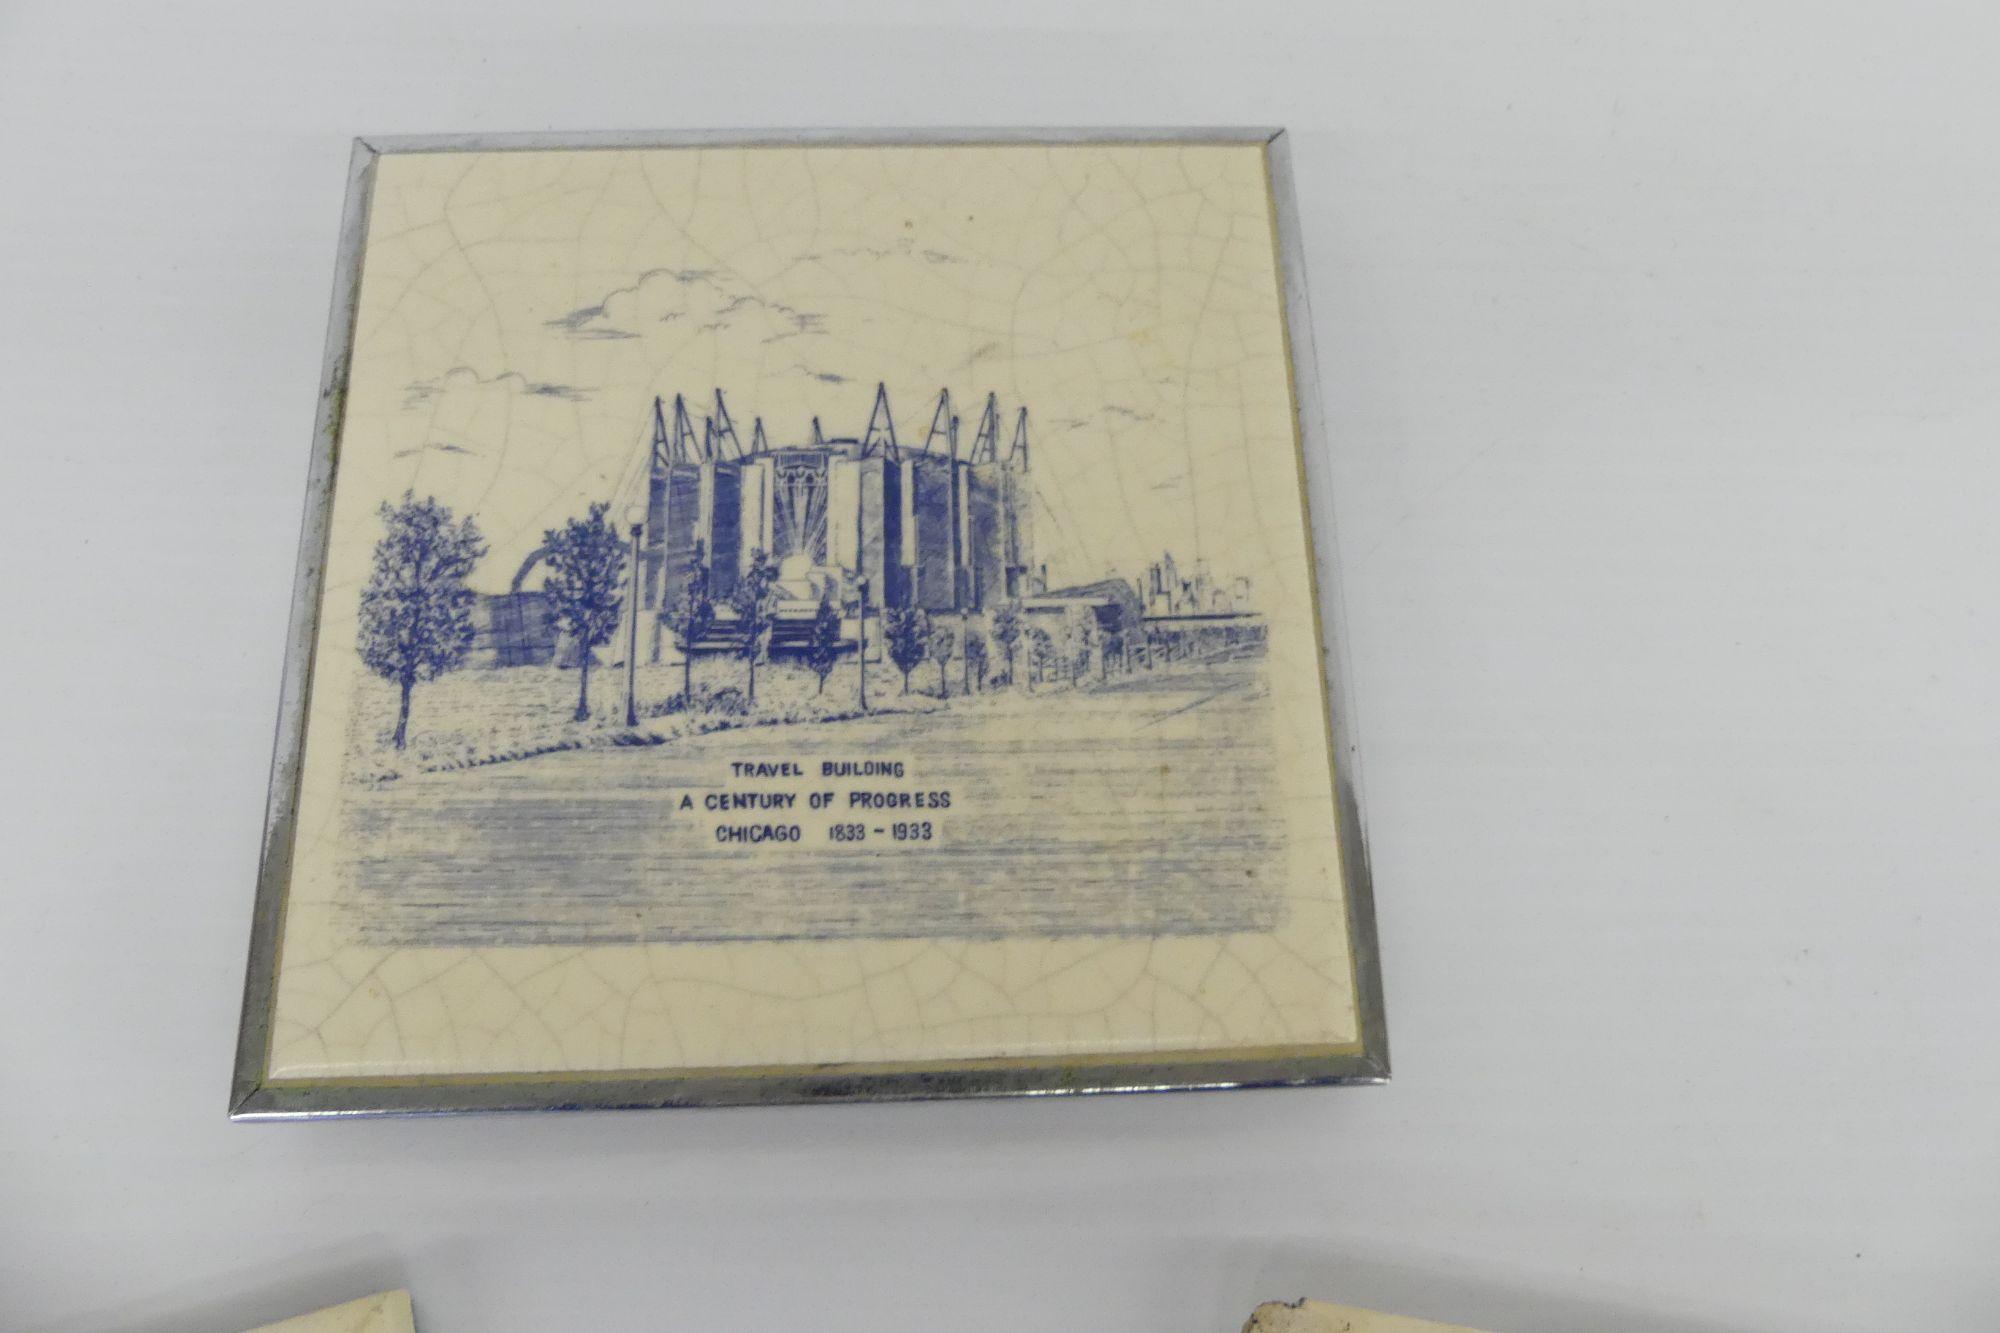 TRAVEL BUILDING
A CENTURY OF PROGRESS
CHICAGO 1833-1933